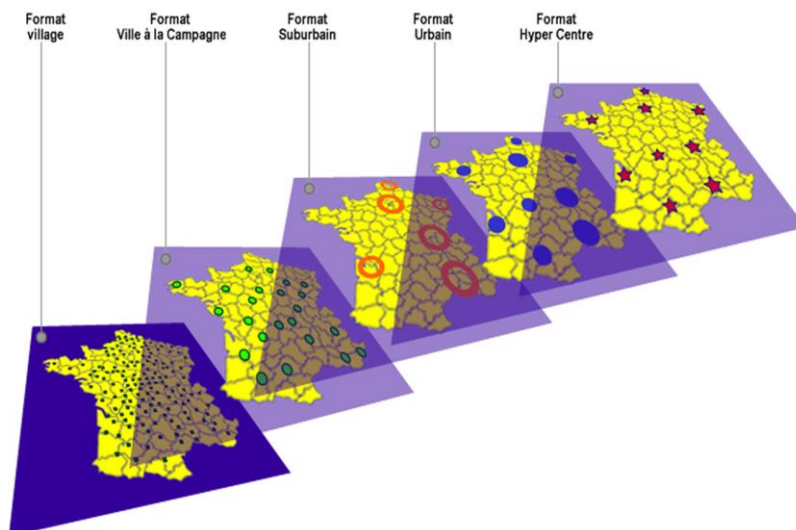 Format
village
Format
Ville à la Campagne
Format
Suburbain
Format
Urbain
Format
Hyper Centre